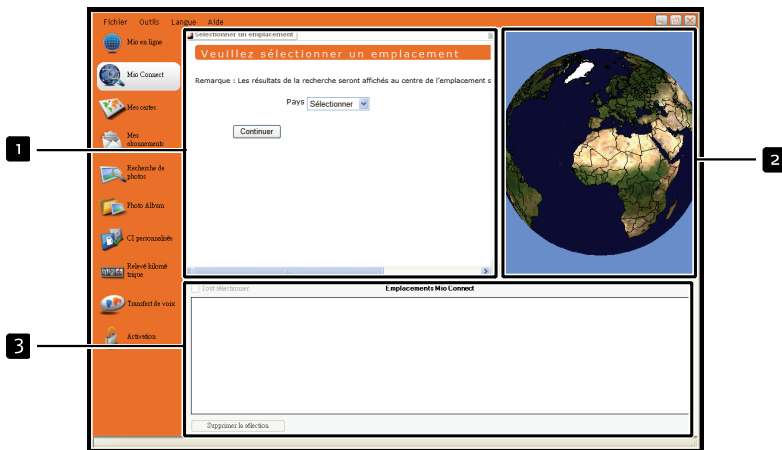 Fichier Outils Langue Aide
Mio en ligne
Mio Connect
Mes cartes
Mes
abonnements
Recherche de
photos
Photo Album
CI personnalisés
Relevé kilomé
trique
Transfert de voix
Activation
Sélectionner un emplacement
Veuillez sélectionner un emplacement
Remarque : Les résultats de la recherche seront affichés au centre de l'emplacement s
Pays Sélectionner
Continuer
1
2
Tout sélectionner
Emplacements Mio Connect
3
Supprimer la sélection